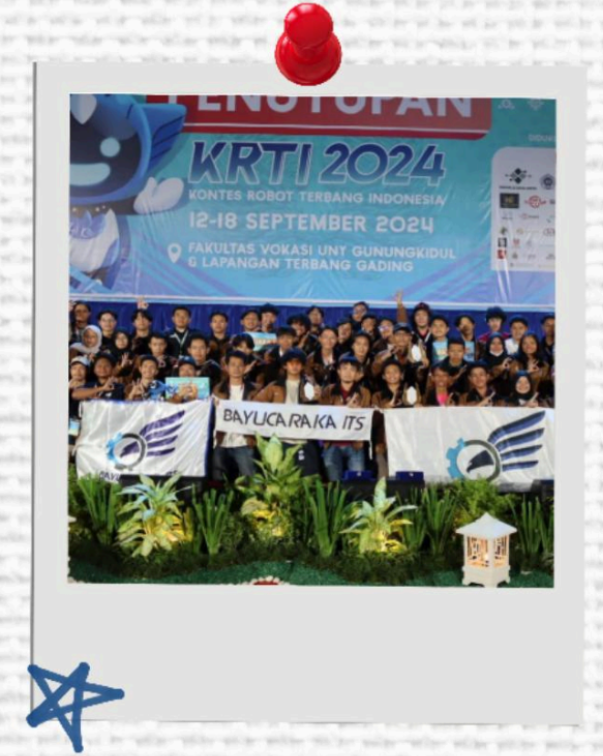 PENUTUPAN
KRTI 2024
KONTES ROBOT TERBANG INDONESIA
12-18 SEPTEMBER 2024
FAKULTAS VOKASI UNY GUNUNGKIDUL
& LAPANGAN TERBANG GADING
BAYUCARAKA ITS